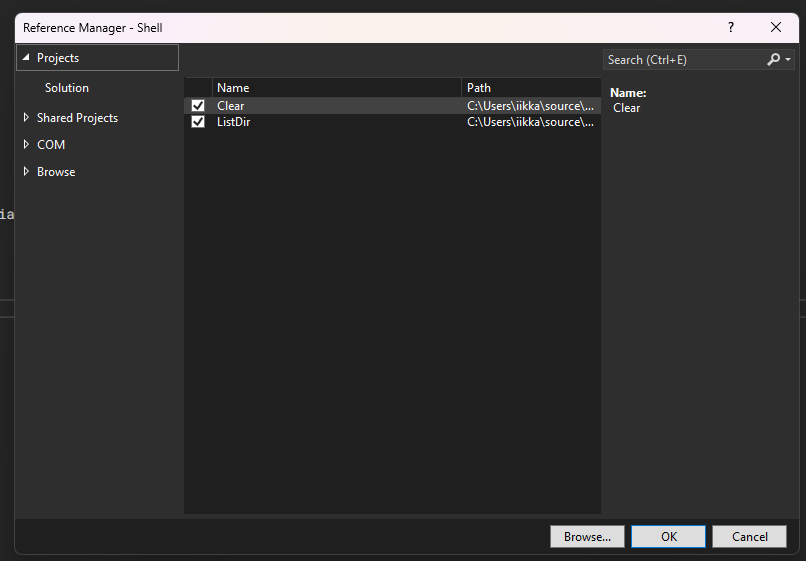 Reference Manager - Shell
?
Projects
Solution
Shared Projects
COM
Browse
Name Path
Clear C:\Users\iikka\source\...
ListDir C:\Users\iikka\source\...
Search (Ctrl+E)
Name:
Clear
ia
Browse... OK Cancel